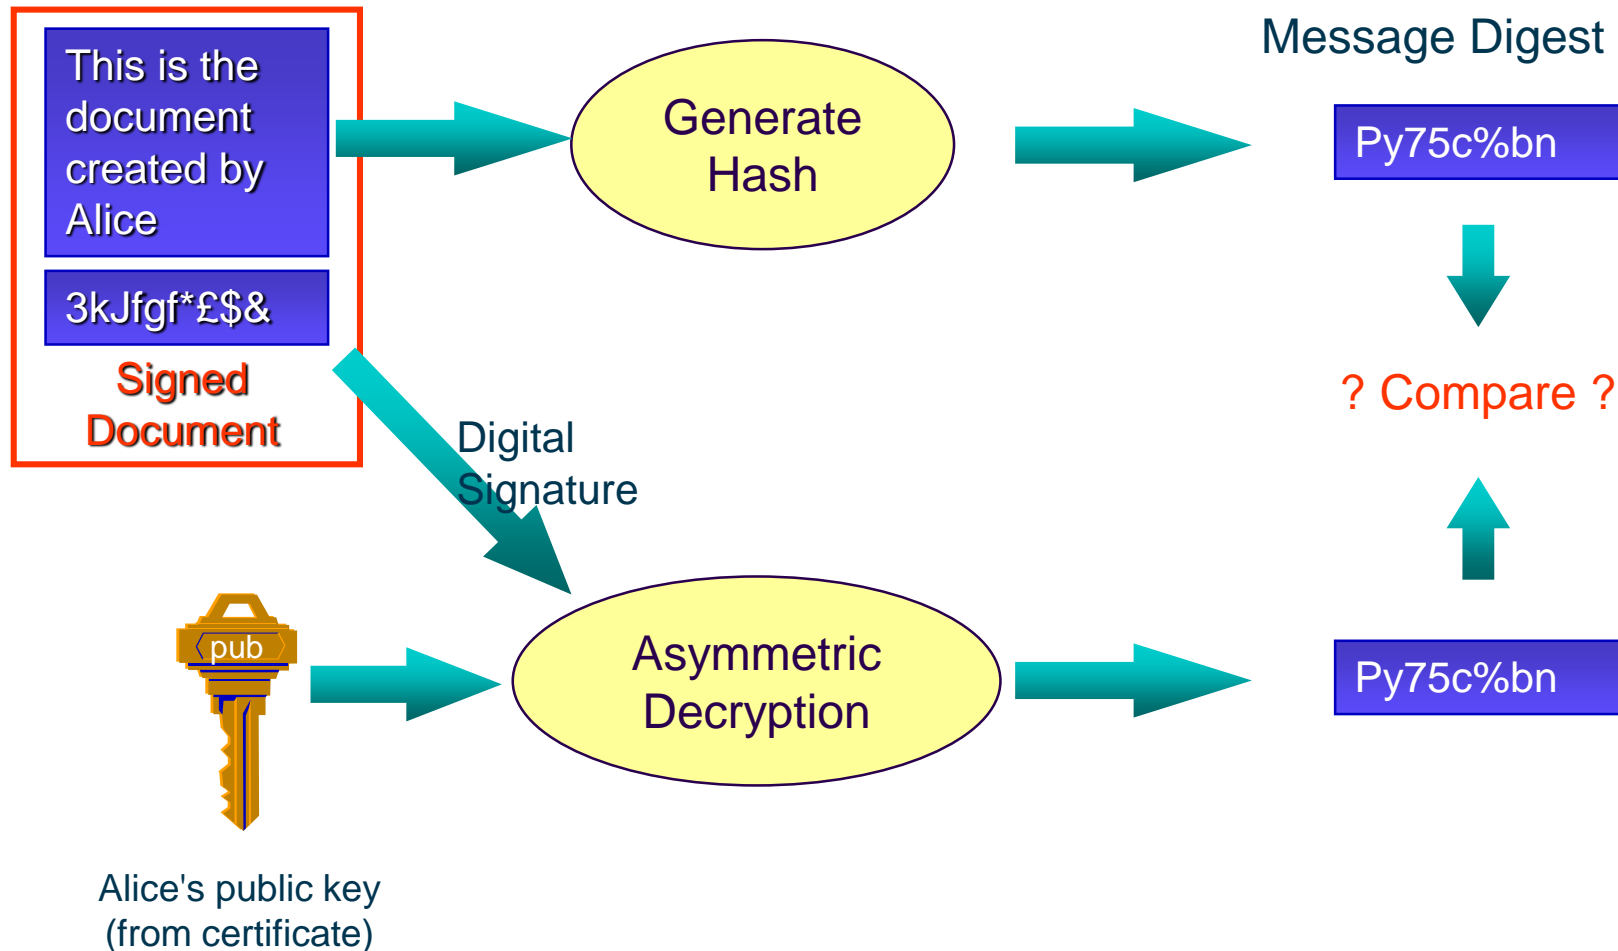 This is the
document
created by
Alice
3kJfgf*£$&
Signed
Document
Generate
Hash
Message Digest
Py75c%bn
? Compare ?
Digital
Signature
pub
Asymmetric
Decryption
Py75c%bn
Alice's public key
(from certificate)